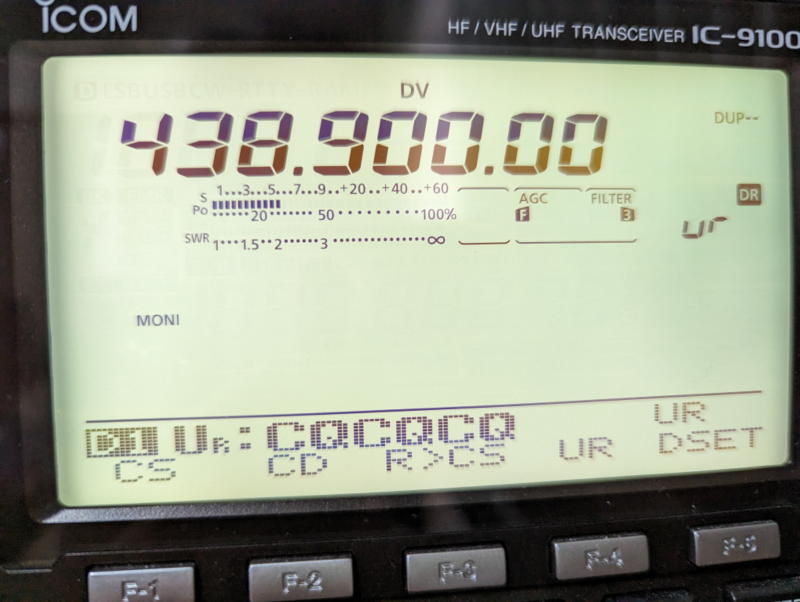 ICOM
HF / VHF / UHF TRANSCEIVER IC-9100
DV
438.900.00
DUP--
S 1...3...5...7...9..+20..+40..+60
Po 20 50 100%
AGC FILTER
F 3
DR
ur
SWR 1 1.5 2 3 ∞
MONI
UR: CQCQCQ
UR
CS CD R>CS UR DSET
F-1 F-2 F-3 F-4 F-5